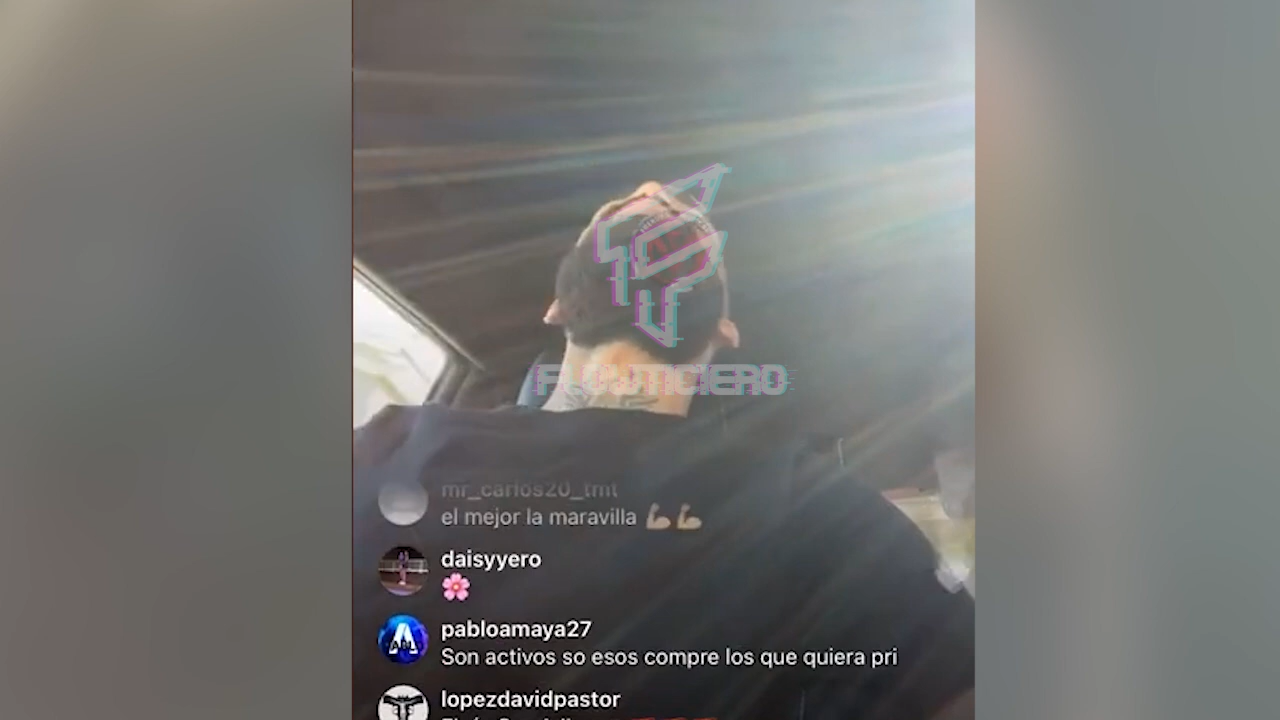 FLOWTICIERO
mr_carlos20_tmt
el mejor la maravilla 💪🏼💪🏼
daisyyero
🌸
pabloamaya27
Son activos so esos compre los que quiera pri
lopezdavidpastor